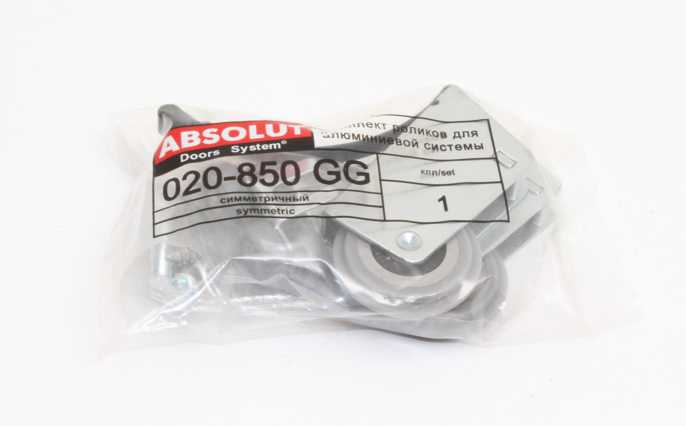 ABSOLUT
Doors System®
роликов для
алюминиевой системы
020-850 GG
симметричный
symmetric
кпл/set
1